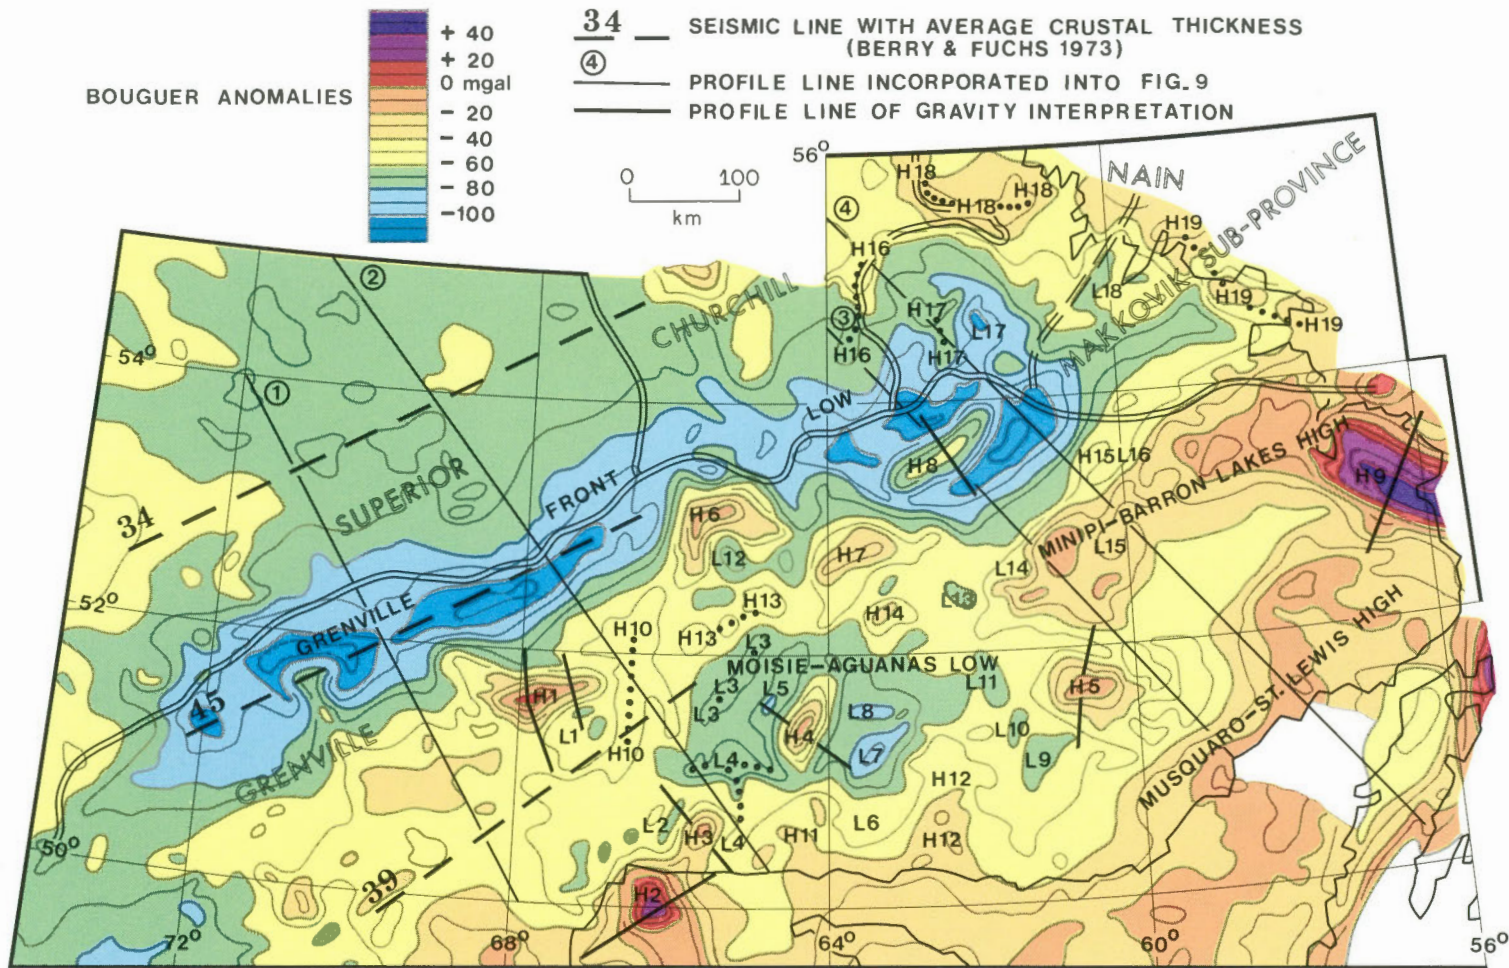 34
SEISMIC LINE WITH AVERAGE CRUSTAL THICKNESS
(BERRY & FUCHS 1973)
④
PROFILE LINE INCORPORATED INTO FIG. 9
PROFILE LINE OF GRAVITY INTERPRETATION
BOUGUER ANOMALIES
+ 40
+ 20
0 mgal
- 20
- 40
- 60
- 80
-100
0 100
km
56°
NAIN
MAKKOVIK SUB-PROVINCE
CHURCHILL
SUPERIOR
GRENVILLE
GRENVILLE FRONT LOW
MINIPI-BARRON LAKES HIGH
MUSQUARO-ST. LEWIS HIGH
MOISIE-AGUANAS LOW
H18
H18
H18
④
H16
③
H16
H17
L17
H17
H19
L18
H19
H19
②
①
54°
H8
H15
L16
H9
34
H6
H7
L15
L12
L14
L13
52°
H13
H14
H10
H13
L3
L3
L5
L11
H1
L3
L8
H5
45
L1
H4
L10
H10
L4
L7
L9
H12
L2
H3
L4
H11
L6
H12
50°
39
H2
72°
68°
64°
60°
56°